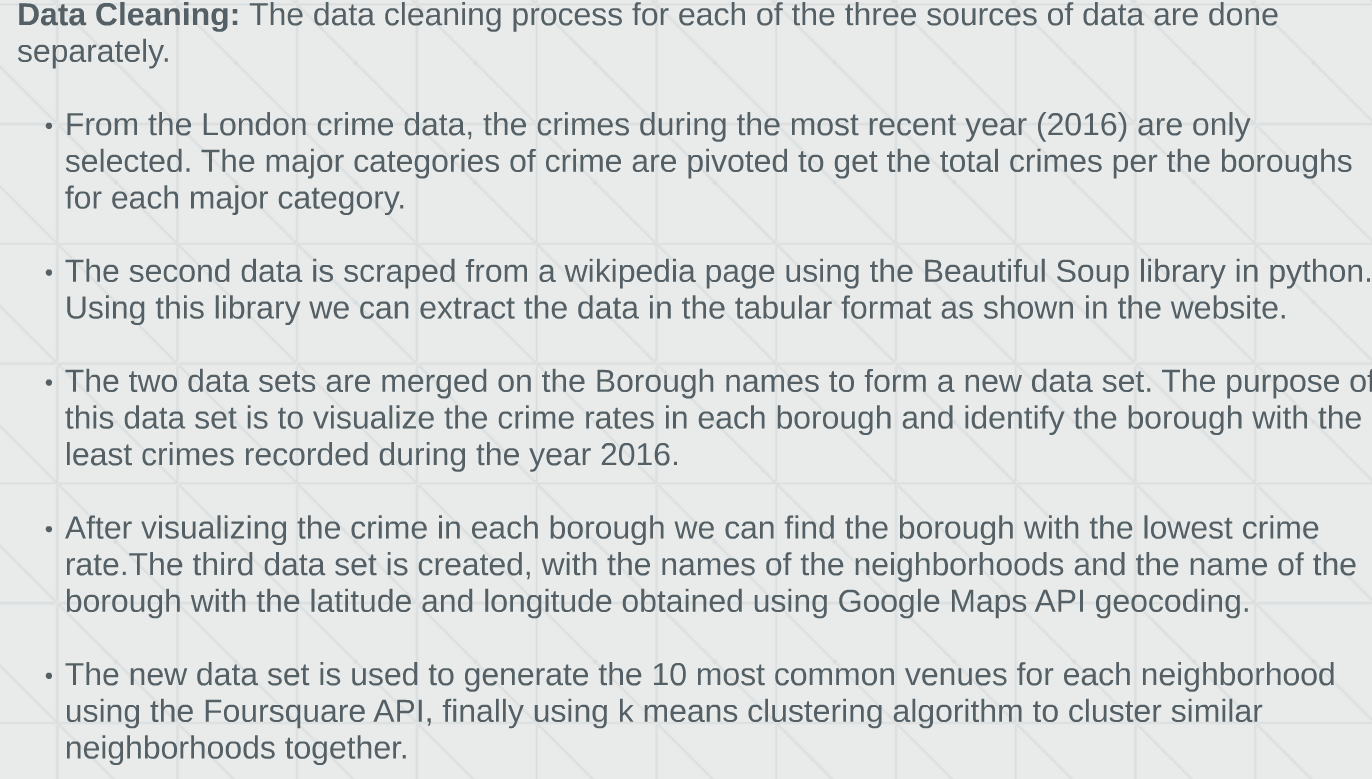 Data Cleaning: The data cleaning process for each of the three sources of data are done
separately.
• From the London crime data, the crimes during the most recent year (2016) are only
selected. The major categories of crime are pivoted to get the total crimes per the boroughs
for each major category.
• The second data is scraped from a wikipedia page using the Beautiful Soup library in python.
Using this library we can extract the data in the tabular format as shown in the website.
• The two data sets are merged on the Borough names to form a new data set. The purpose of
this data set is to visualize the crime rates in each borough and identify the borough with the
least crimes recorded during the year 2016.
• After visualizing the crime in each borough we can find the borough with the lowest crime
rate.The third data set is created, with the names of the neighborhoods and the name of the
borough with the latitude and longitude obtained using Google Maps API geocoding.
• The new data set is used to generate the 10 most common venues for each neighborhood
using the Foursquare API, finally using k means clustering algorithm to cluster similar
neighborhoods together.